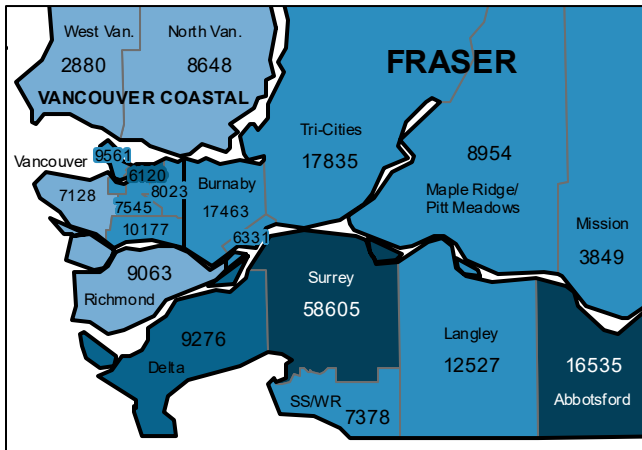 West Van.
2880
North Van.
8648
VANCOUVER COASTAL
FRASER
Tri-Cities
17835
8954
Maple Ridge/
Pitt Meadows
Mission
3849
Vancouver
9561
6120
7128
8023
7545
10177
Burnaby
17463
6331
9063
Richmond
Surrey
58605
9276
Delta
Langley
12527
16535
Abbotsford
SS/WR
7378